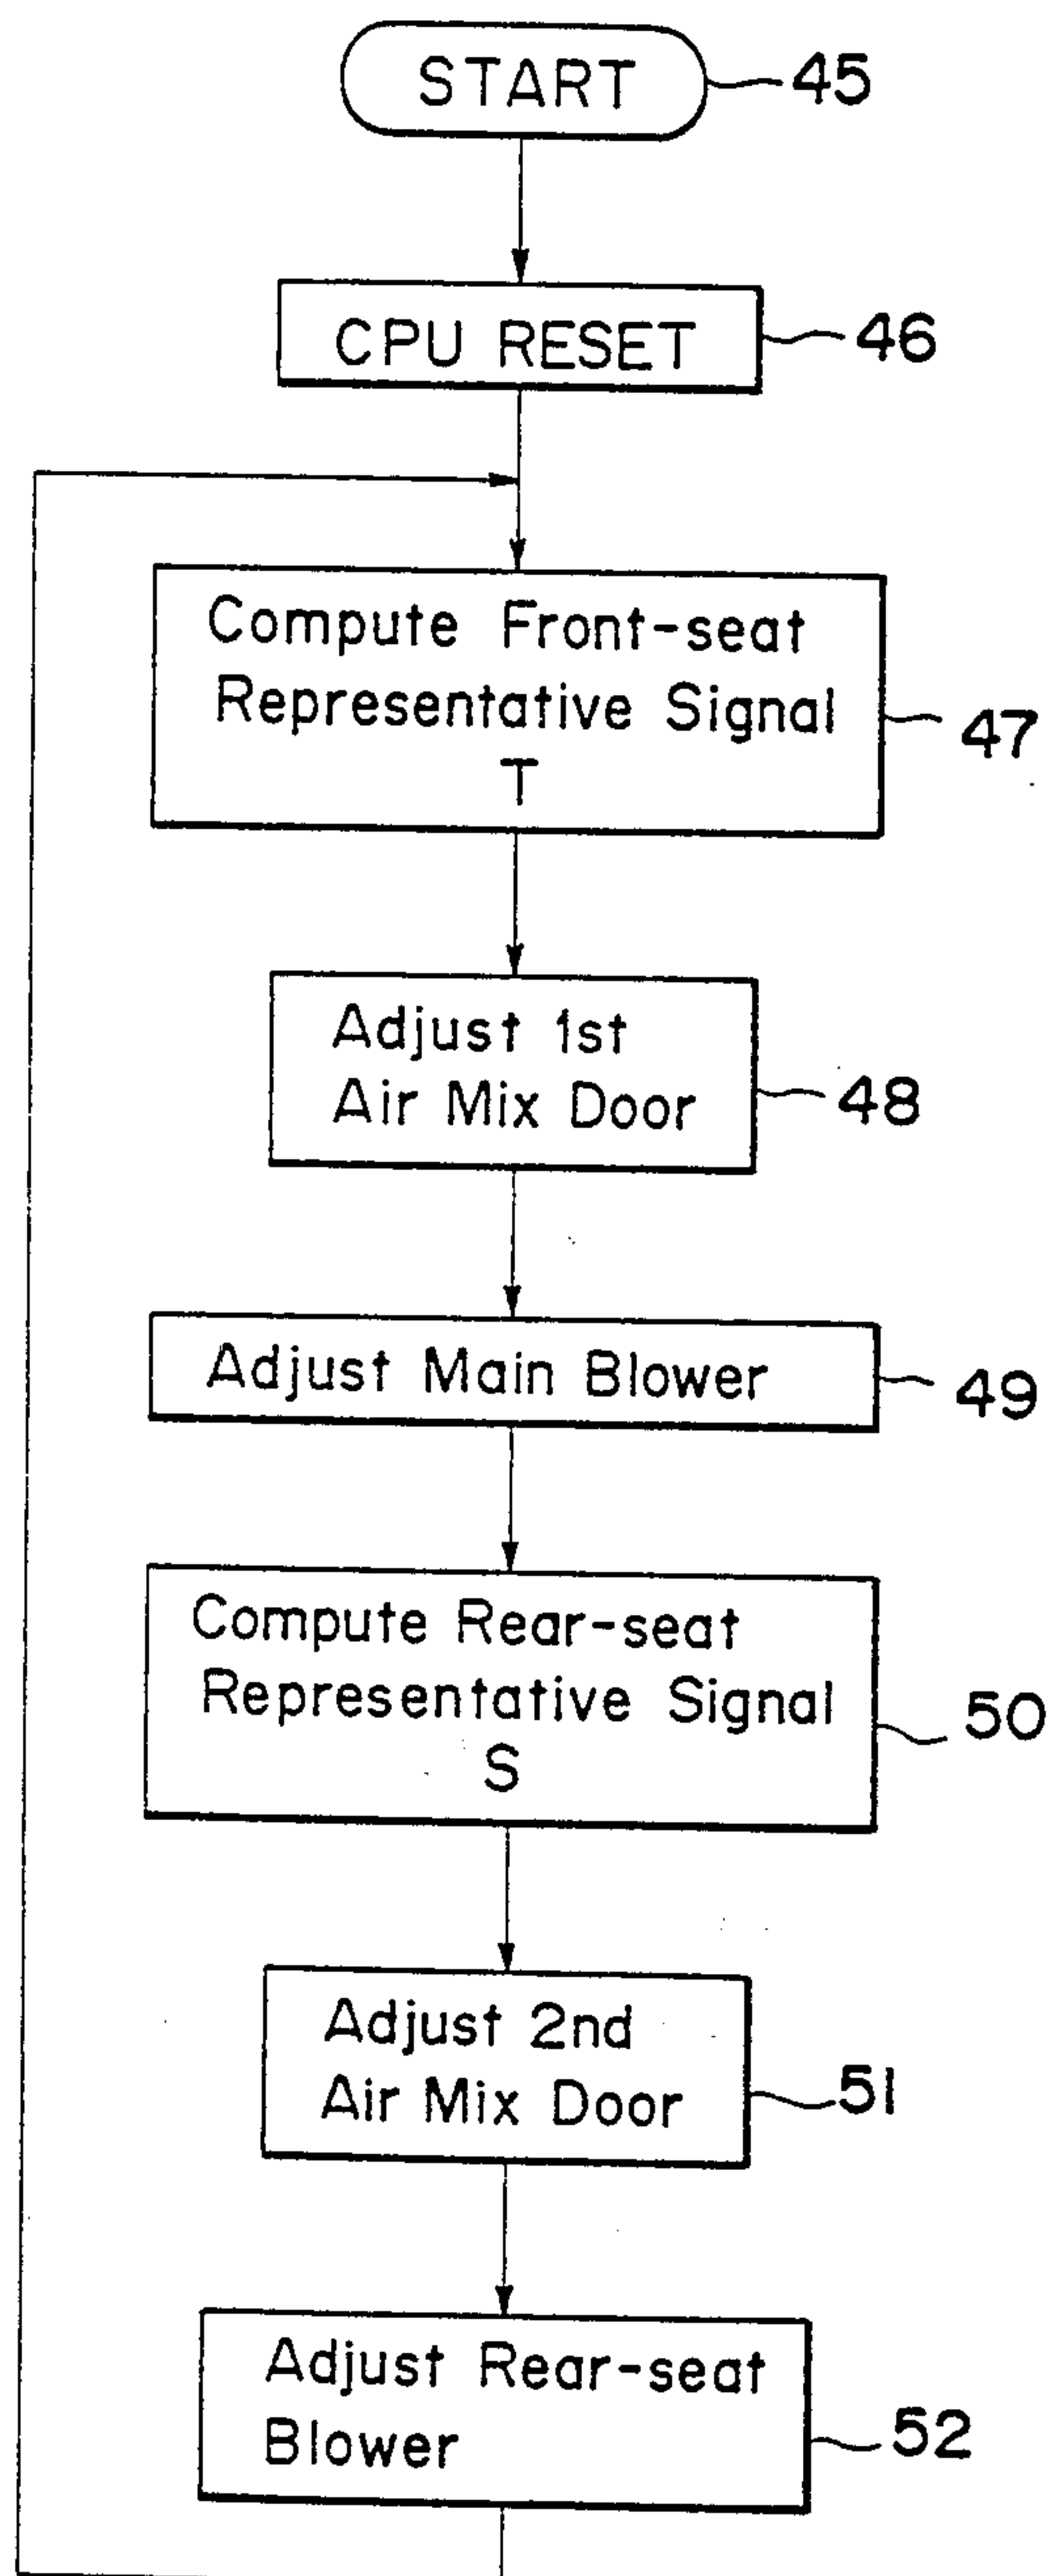 START
45
CPU RESET
46
Compute Front-seat
Representative Signal
T
47
Adjust 1st
Air Mix Door
48
Adjust Main Blower
49
Compute Rear-seat
Representative Signal
S
50
Adjust 2nd
Air Mix Door
51
Adjust Rear-seat
Blower
52